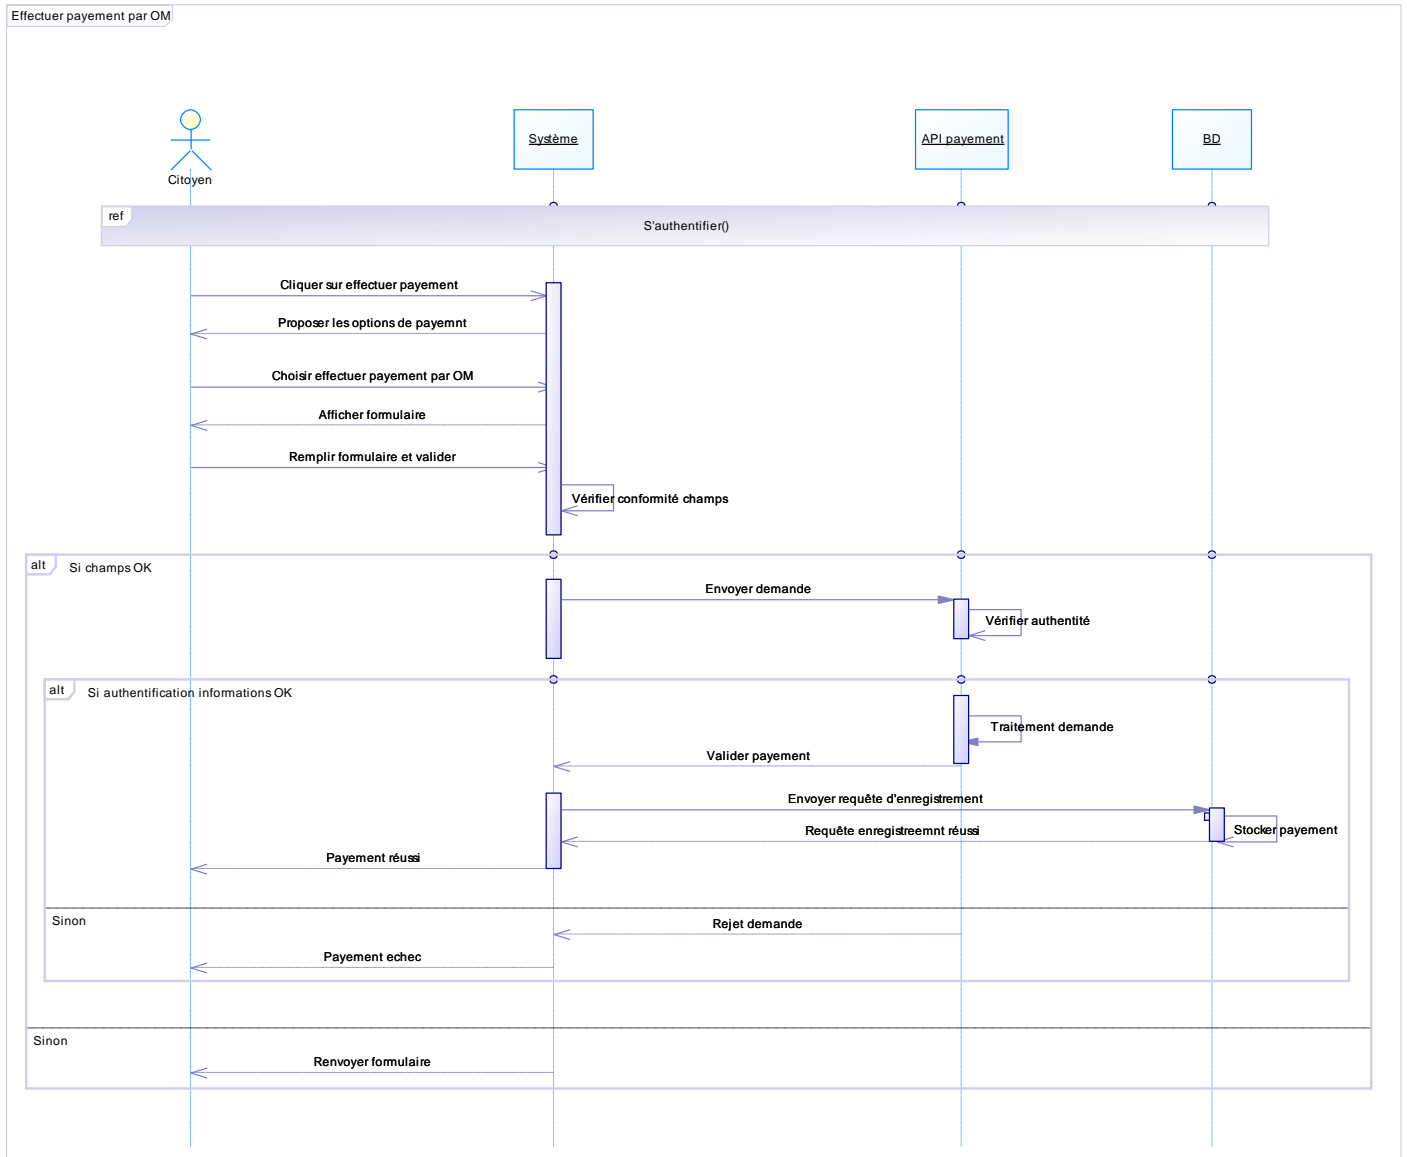 Effectuer payement par OM
Citoyen
Système
API payement
BD
ref
S'authentifier()
Cliquer sur effectuer payement
Proposer les options de payemnt
Choisir effectuer payement par OM
Afficher formulaire
Remplir formulaire et valider
Vérifier conformité champs
alt
Si champs OK
Envoyer demande
Vérifier authentité
alt
Si authentification informations OK
Traitement demande
Valider payement
Envoyer requête d'enregistrement
Stocker payement
Requête enregistreemnt réussi
Payement réussi
Sinon
Rejet demande
Payement echec
Sinon
Renvoyer formulaire